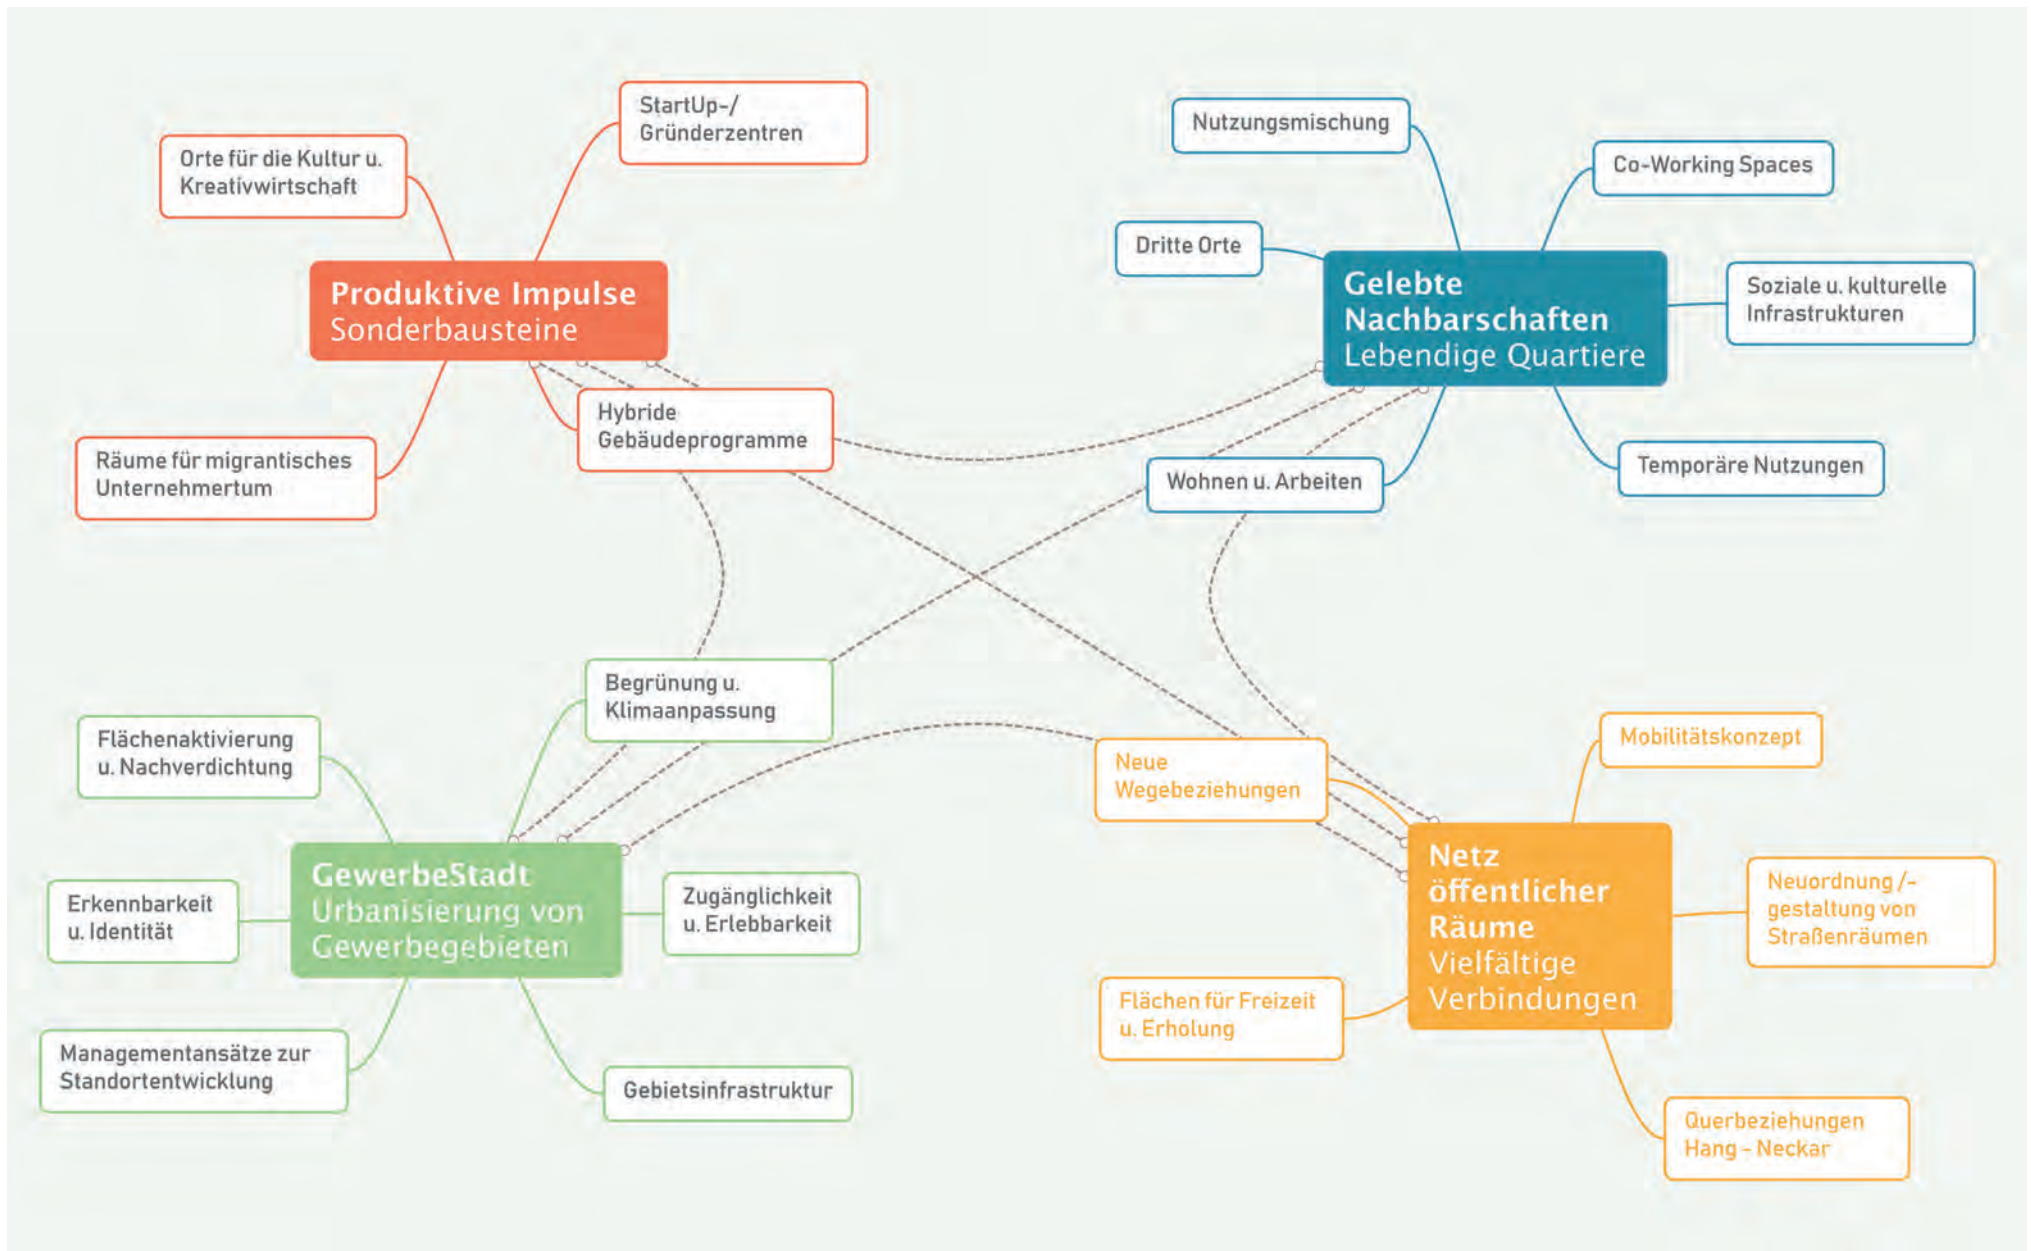 StartUp-/
Gründerzentren
Orte für die Kultur u.
Kreativwirtschaft
Produktive Impulse
Sonderbausteine
Hybride
Gebäudeprogramme
Räume für migrantisches
Unternehmertum
Nutzungsmischung
Co-Working Spaces
Dritte Orte
Gelebte
Nachbarschaften
Lebendige Quartiere
Soziale u. kulturelle
Infrastrukturen
Wohnen u. Arbeiten
Temporäre Nutzungen
Begrünung u.
Klimaanpassung
Flächenaktivierung
u. Nachverdichtung
GewerbeStadt
Urbanisierung von
Gewerbegebieten
Erkennbarkeit
u. Identität
Zugänglichkeit
u. Erlebbarkeit
Managementansätze zur
Standortentwicklung
Gebietsinfrastruktur
Mobilitätskonzept
Neue
Wegebeziehungen
Netz
öffentlicher
Räume
Vielfältige
Verbindungen
Neuordnung /-
gestaltung von
Straßenräumen
Flächen für Freizeit
u. Erholung
Querbeziehungen
Hang - Neckar